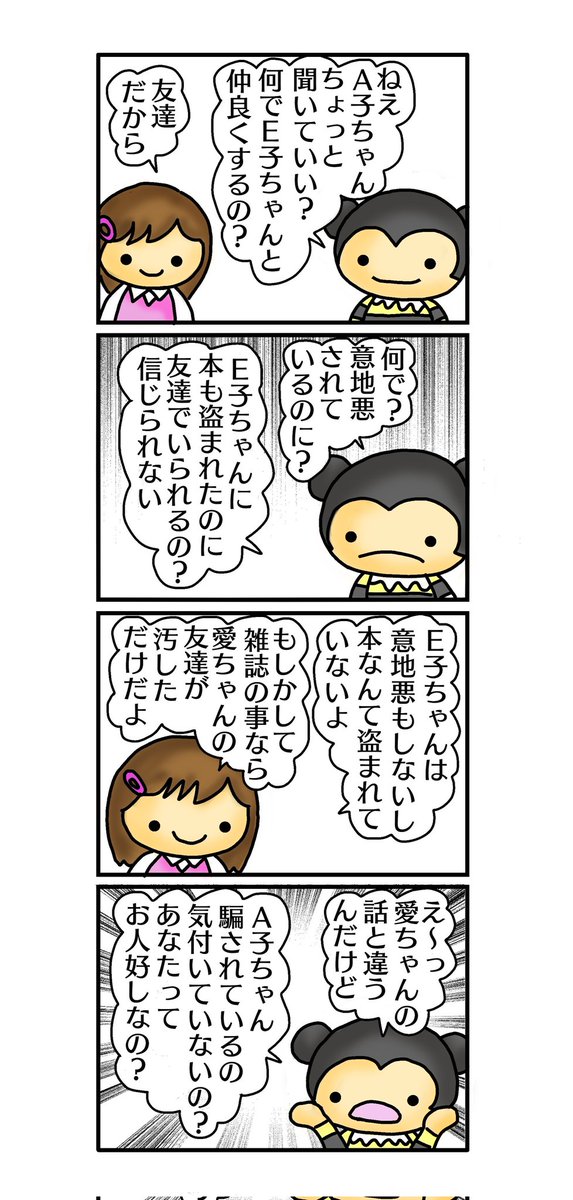 ねえ
A子ちゃん
ちょっと
聞いていい？
何でE子ちゃんと
仲良くするの？
友達
だから
何で？
意地悪
されて
いるのに？
E子ちゃんに
本も盗まれたのに
友達でいられるの？
信じられない
E子ちゃんは
意地悪もしないし
本なんて盗まれて
いないよ
もしかして
雑誌の事なら
愛ちゃんの
友達が
汚した
だけだよ
え〜っ
愛ちゃんの
話と違う
んだけど
A子ちゃん
騙されているの
気付いていないの？
あなたって
お人好しなの？